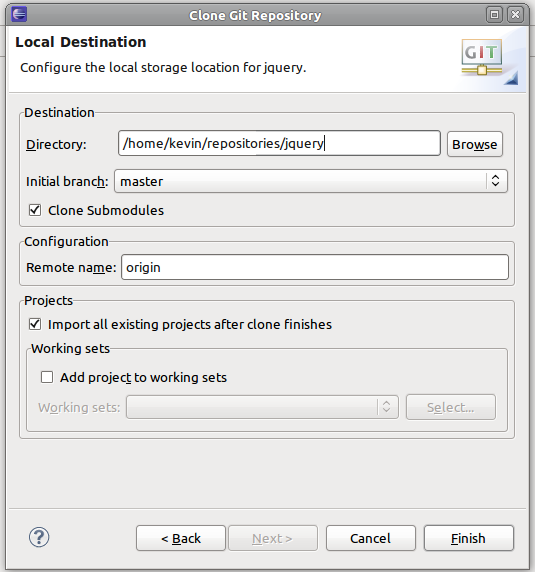 Clone Git Repository
Local Destination
Configure the local storage location for jquery.
GIT
Destination
Directory: /home/kevin/repositories/jquery Browse
Initial branch: master
Clone Submodules
Configuration
Remote name: origin
Projects
Import all existing projects after clone finishes
Working sets
Add project to working sets
Working sets: Select...
? < Back Next > Cancel Finish